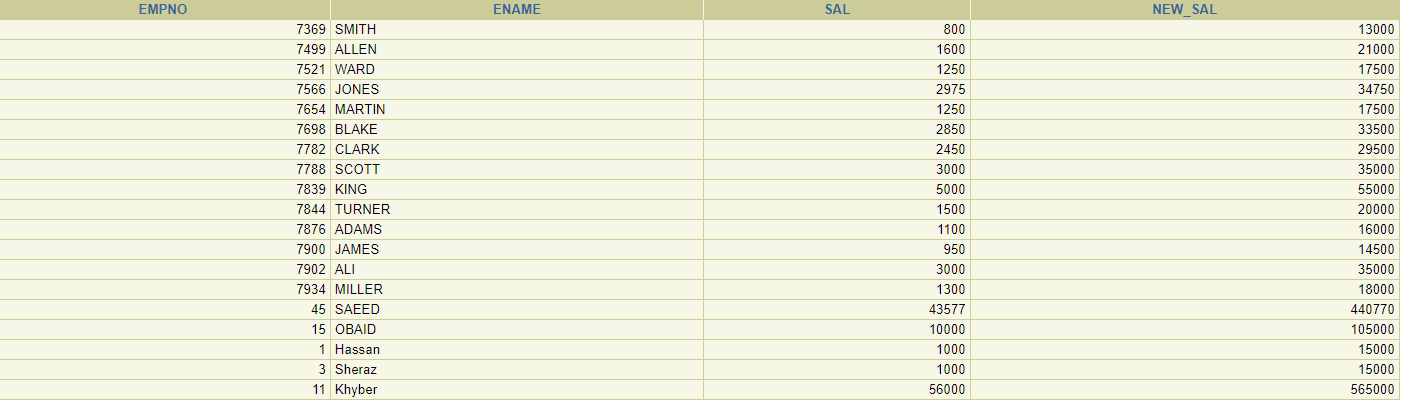 EMPNO ENAME SAL NEW_SAL
7369 SMITH 800 13000
7499 ALLEN 1600 21000
7521 WARD 1250 17500
7566 JONES 2975 34750
7654 MARTIN 1250 17500
7698 BLAKE 2850 33500
7782 CLARK 2450 29500
7788 SCOTT 3000 35000
7839 KING 5000 55000
7844 TURNER 1500 20000
7876 ADAMS 1100 16000
7900 JAMES 950 14500
7902 ALI 3000 35000
7934 MILLER 1300 18000
45 SAEED 43577 440770
15 OBAID 10000 105000
1 Hassan 1000 15000
3 Sheraz 1000 15000
11 Khyber 56000 565000